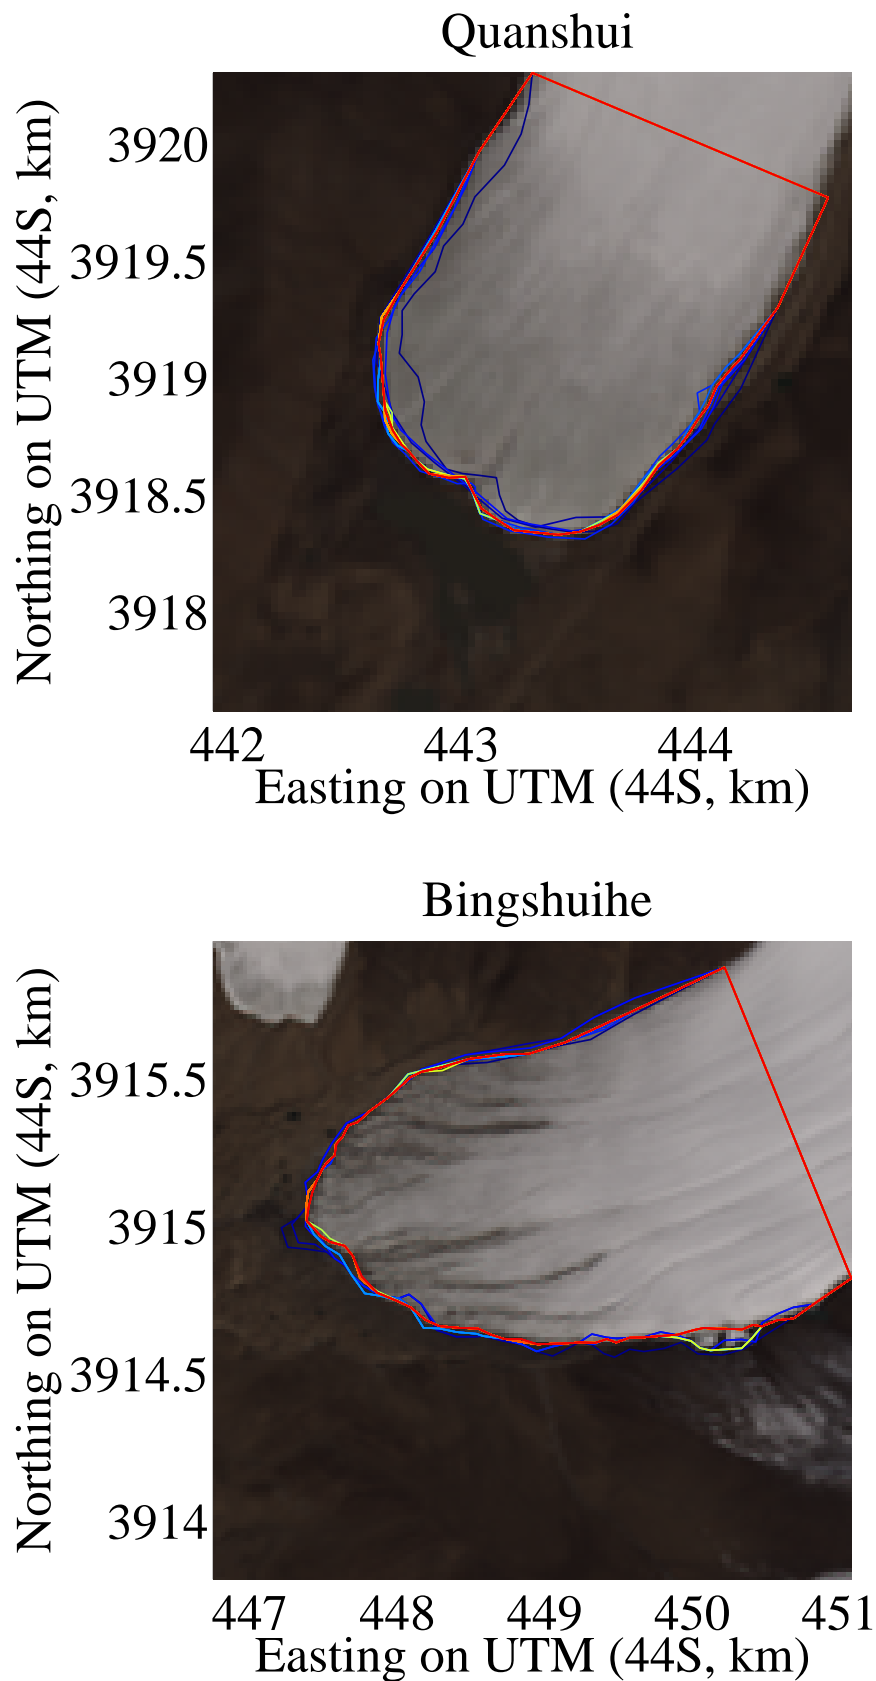 Quanshui
Northing on UTM (44S, km)
3920
3919.5
3919
3918.5
3918
442 443 444
Easting on UTM (44S, km)
Bingshuihe
Northing on UTM (44S, km)
3915.5
3915
3914.5
3914
447 448 449 450 451
Easting on UTM (44S, km)